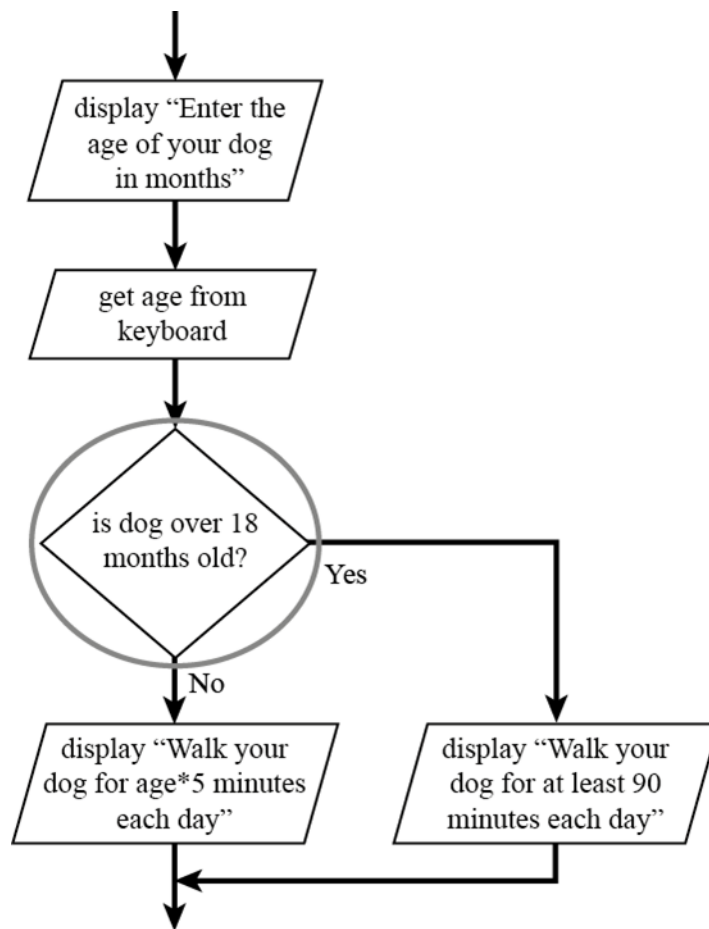 display “Enter the
age of your dog
in months”
get age from
keyboard
is dog over 18
months old?
Yes
No
display “Walk your
dog for age*5 minutes
each day”
display “Walk your
dog for at least 90
minutes each day”